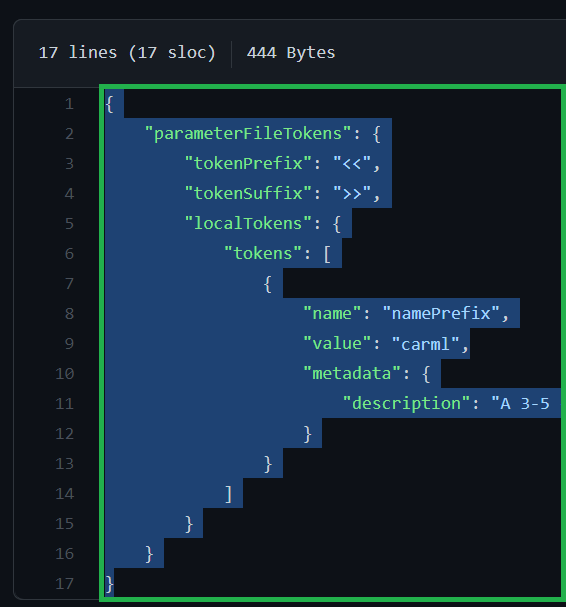 17 lines (17 sloc) 444 Bytes
1 {
2     "parameterFileTokens": {
3         "tokenPrefix": "<<",
4         "tokenSuffix": ">>",
5         "localTokens": {
6             "tokens": [
7                 {
8                     "name": "namePrefix",
9                     "value": "carml",
10                     "metadata": {
11                         "description": "A 3-5
12                     }
13                 }
14             ]
15         }
16     }
17 }